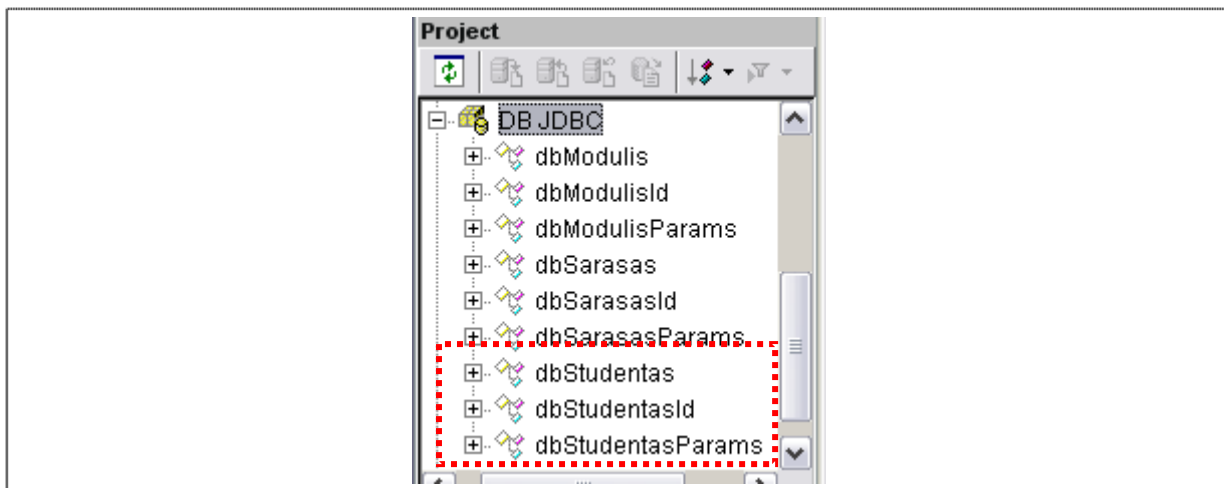 Project
DB JDBC
dbModulis
dbModulisId
dbModulisParams
dbSarasas
dbSarasasId
dbSarasasParams
dbStudentas
dbStudentasId
dbStudentasParams